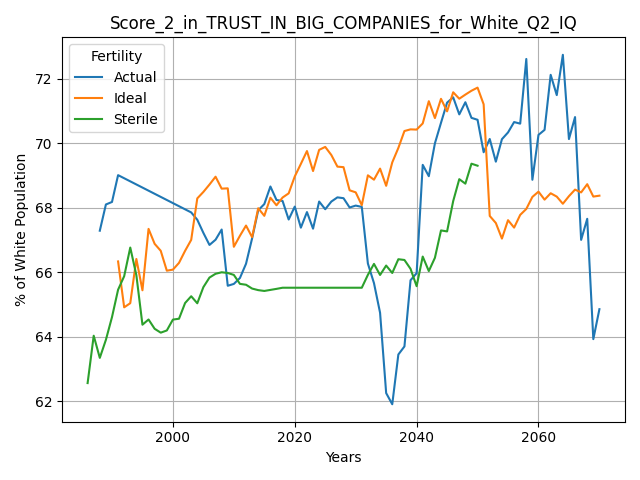 Score_2_in_TRUST_IN_BIG_COMPANIES_for_White_Q2_IQ
Fertility
Actual
Ideal
Sterile
% of White Population
72
70
68
66
64
62
2000
2020
2040
2060
Years